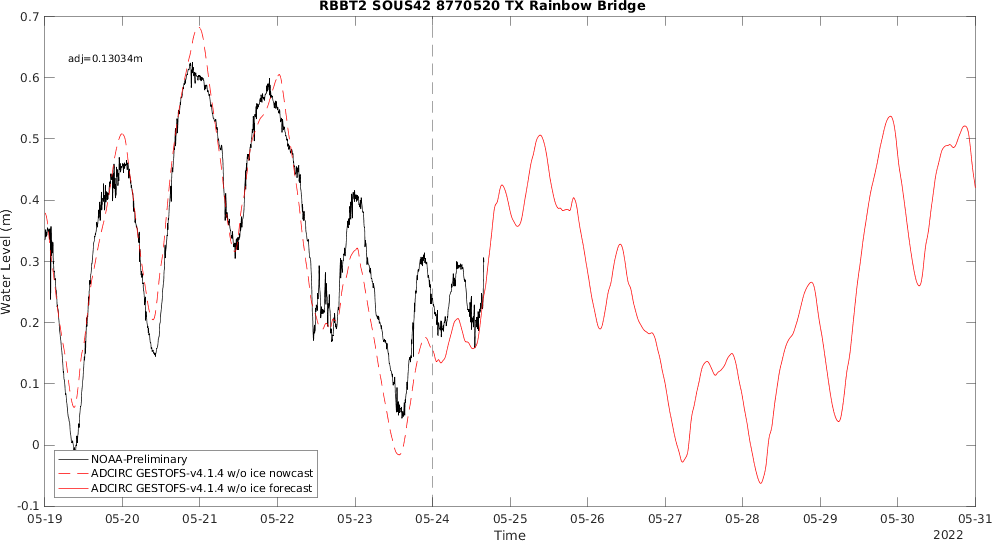 RBBT2 SOUS42 8770520 TX Rainbow Bridge
adj=0.13034m
Water Level (m)
0.7
0.6
0.5
0.4
0.3
0.2
0.1
0
-0.1
NOAA-Preliminary
ADCIRC GESTOFS-v4.1.4 w/o ice nowcast
ADCIRC GESTOFS-v4.1.4 w/o ice forecast
05-19 05-20 05-21 05-22 05-23 05-24 05-25 05-26 05-27 05-28 05-29 05-30 05-31
Time
2022